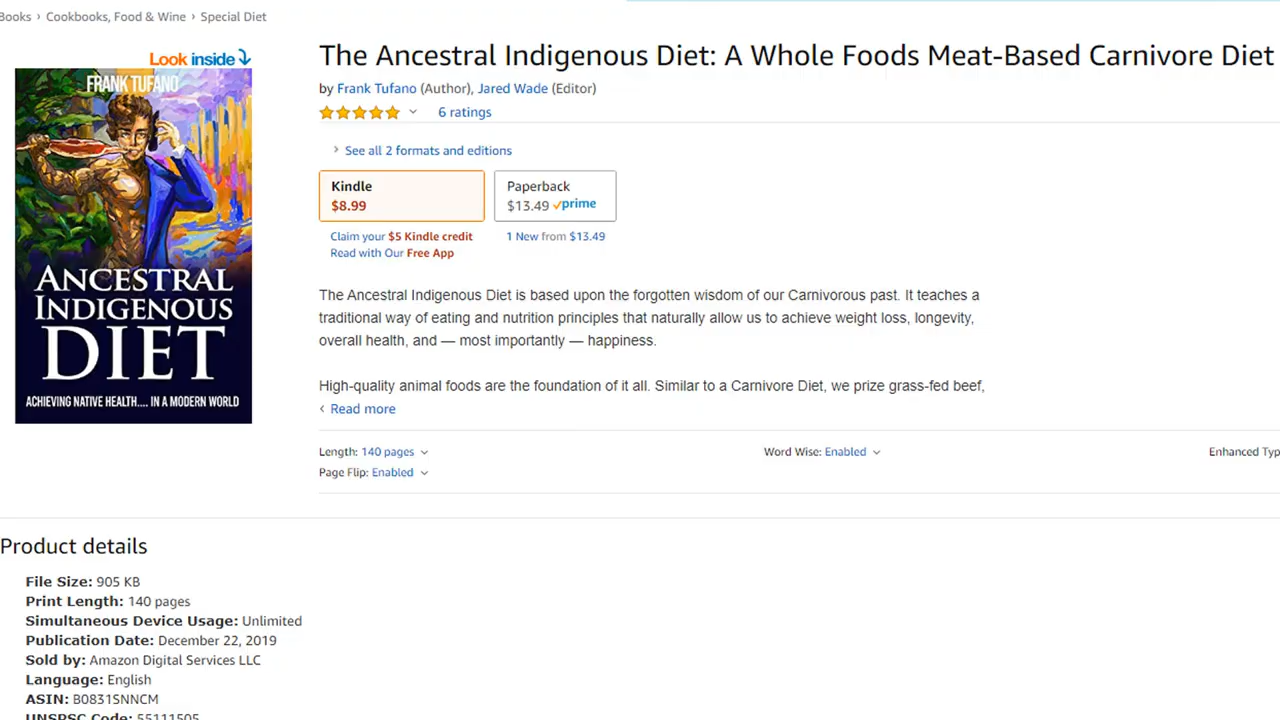 Books › Cookbooks, Food & Wine › Special Diet
Look inside
The Ancestral Indigenous Diet: A Whole Foods Meat-Based Carnivore Diet
by Frank Tufano (Author), Jared Wade (Editor)
6 ratings
› See all 2 formats and editions
Kindle
$8.99
Paperback
$13.49 prime
Claim your $5 Kindle credit
Read with Our Free App
1 New from $13.49
FRANK TUFANO
ANCESTRAL
INDIGENOUS
DIET
ACHIEVING NATIVE HEALTH.... IN A MODERN WORLD
The Ancestral Indigenous Diet is based upon the forgotten wisdom of our Carnivorous past. It teaches a
traditional way of eating and nutrition principles that naturally allow us to achieve weight loss, longevity,
overall health, and — most importantly — happiness.
High-quality animal foods are the foundation of it all. Similar to a Carnivore Diet, we prize grass-fed beef,
‹ Read more
Length: 140 pages
Word Wise: Enabled
Enhanced Typ
Page Flip: Enabled
Product details
File Size: 905 KB
Print Length: 140 pages
Simultaneous Device Usage: Unlimited
Publication Date: December 22, 2019
Sold by: Amazon Digital Services LLC
Language: English
ASIN: B0831SNNCM
UNSPSC Code: 55111505